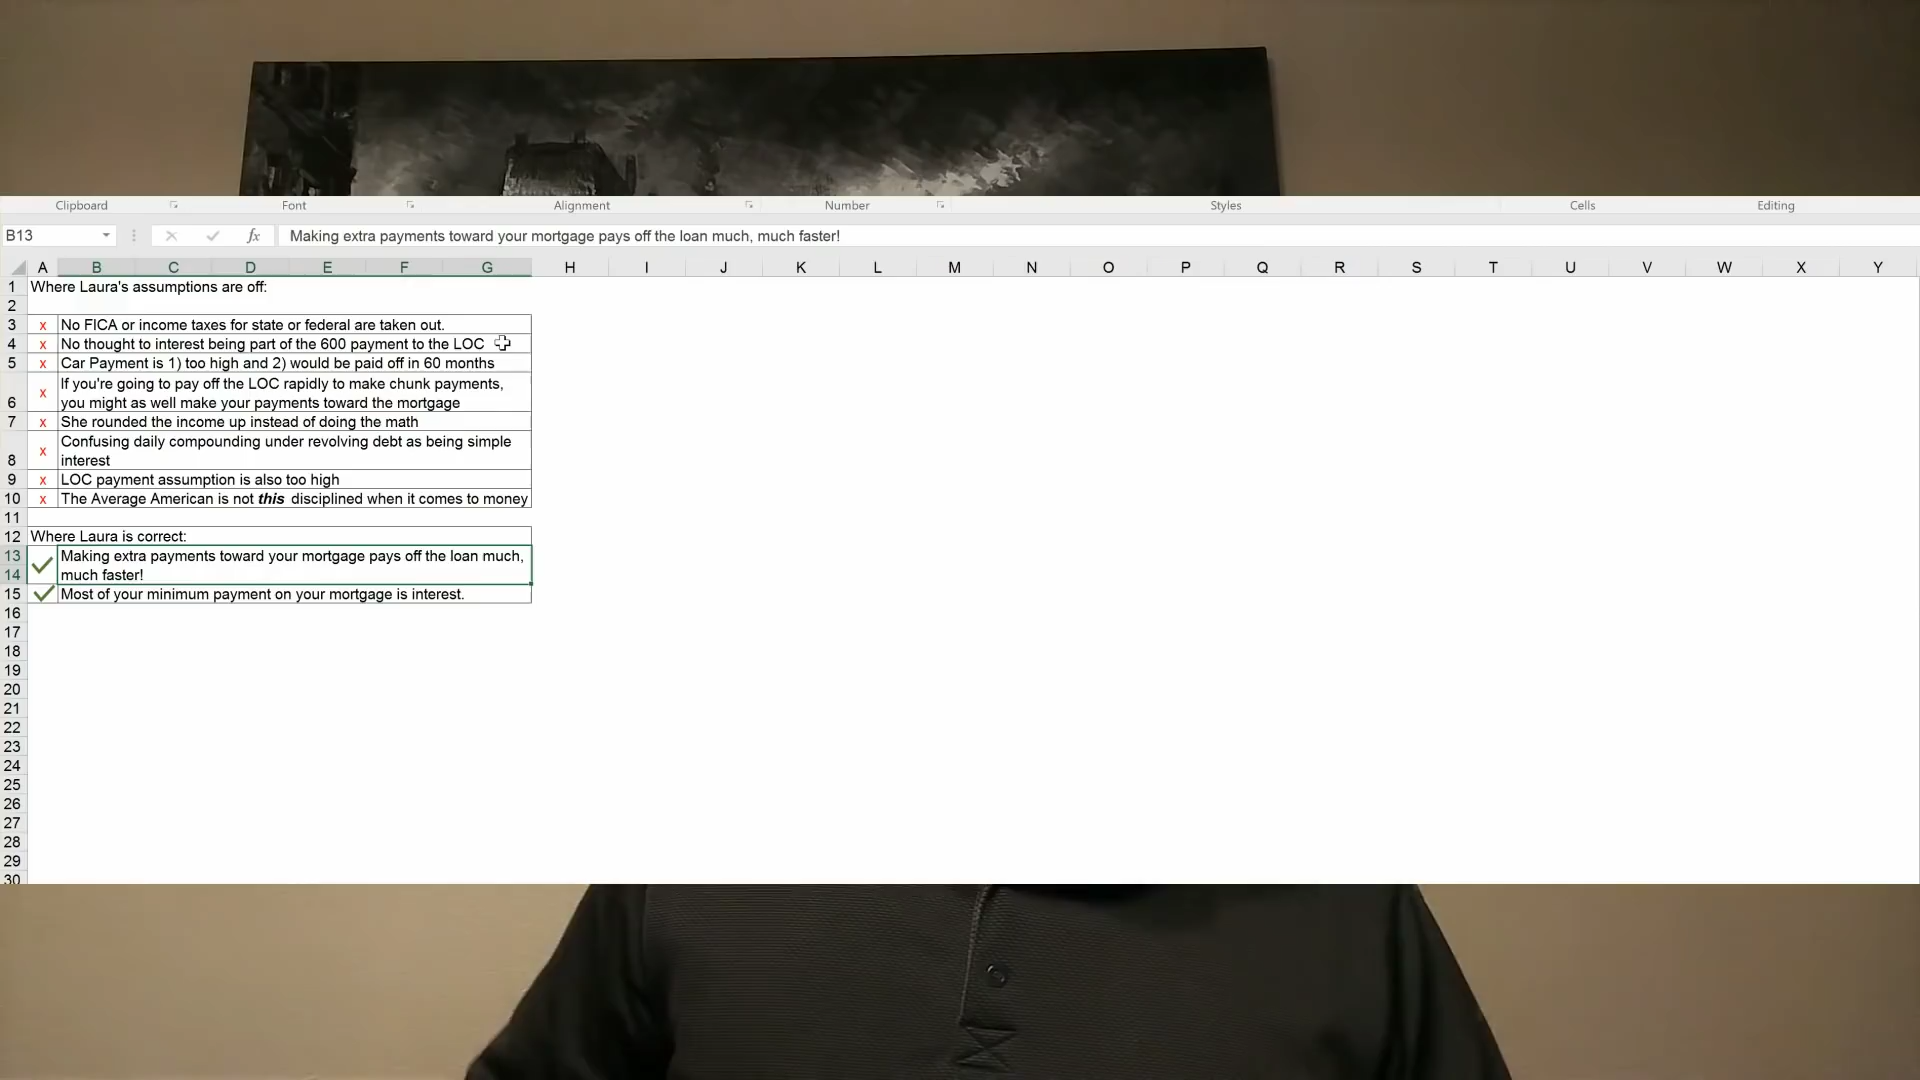 Clipboard Font Alignment Number Styles Cells Editing
B13 fx Making extra payments toward your mortgage pays off the loan much, much faster!
A B C D E F G H I J K L M N O P Q R S T U V W X Y
1 Where Laura's assumptions are off:
2
3 x No FICA or income taxes for state or federal are taken out.
4 x No thought to interest being part of the 600 payment to the LOC
5 x Car Payment is 1) too high and 2) would be paid off in 60 months
If you're going to pay off the LOC rapidly to make chunk payments,
6 x you might as well make your payments toward the mortgage
7 x She rounded the income up instead of doing the math
Confusing daily compounding under revolving debt as being simple
8 x interest
9 x LOC payment assumption is also too high
10 x The Average American is not this disciplined when it comes to money
11
12 Where Laura is correct:
13 Making extra payments toward your mortgage pays off the loan much,
14 much faster!
15 Most of your minimum payment on your mortgage is interest.
16
17
18
19
20
21
22
23
24
25
26
27
28
29
30